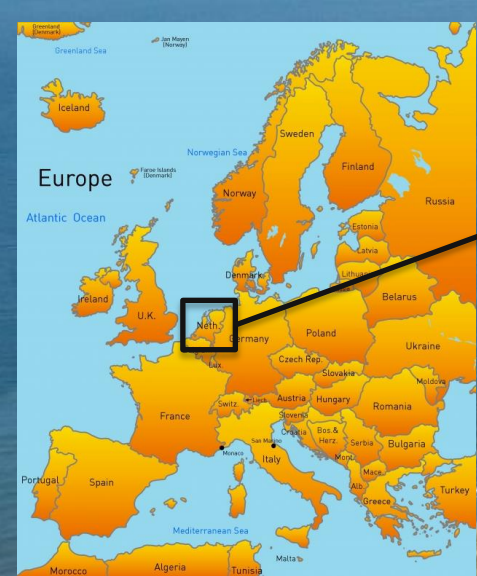 Greenland
(Denmark)
Jan Mayen
(Norway)
Greenland Sea
Iceland
Sweden
Norwegian Sea
Finland
Europe
Faroe Islands
(Denmark)
Norway
Russia
Atlantic Ocean
Estonia
Latvia
Denmark
Lithuan
Ireland
Belarus
U.K.
Neth.
Germany
Poland
Ukraine
Lux.
Czech Rep.
Slovakia
Moldova
Switz.
Liech.
Austria
Hungary
France
Slovenia
Romania
Croatia
Bos.&
Herz.
San Marino
Serbia
Bulgaria
Monaco
Italy
Mont.
Mace.
Portugal
Spain
Alb.
Greece
Turkey
Mediterranean Sea
Malta
Morocco
Algeria
Tunisia